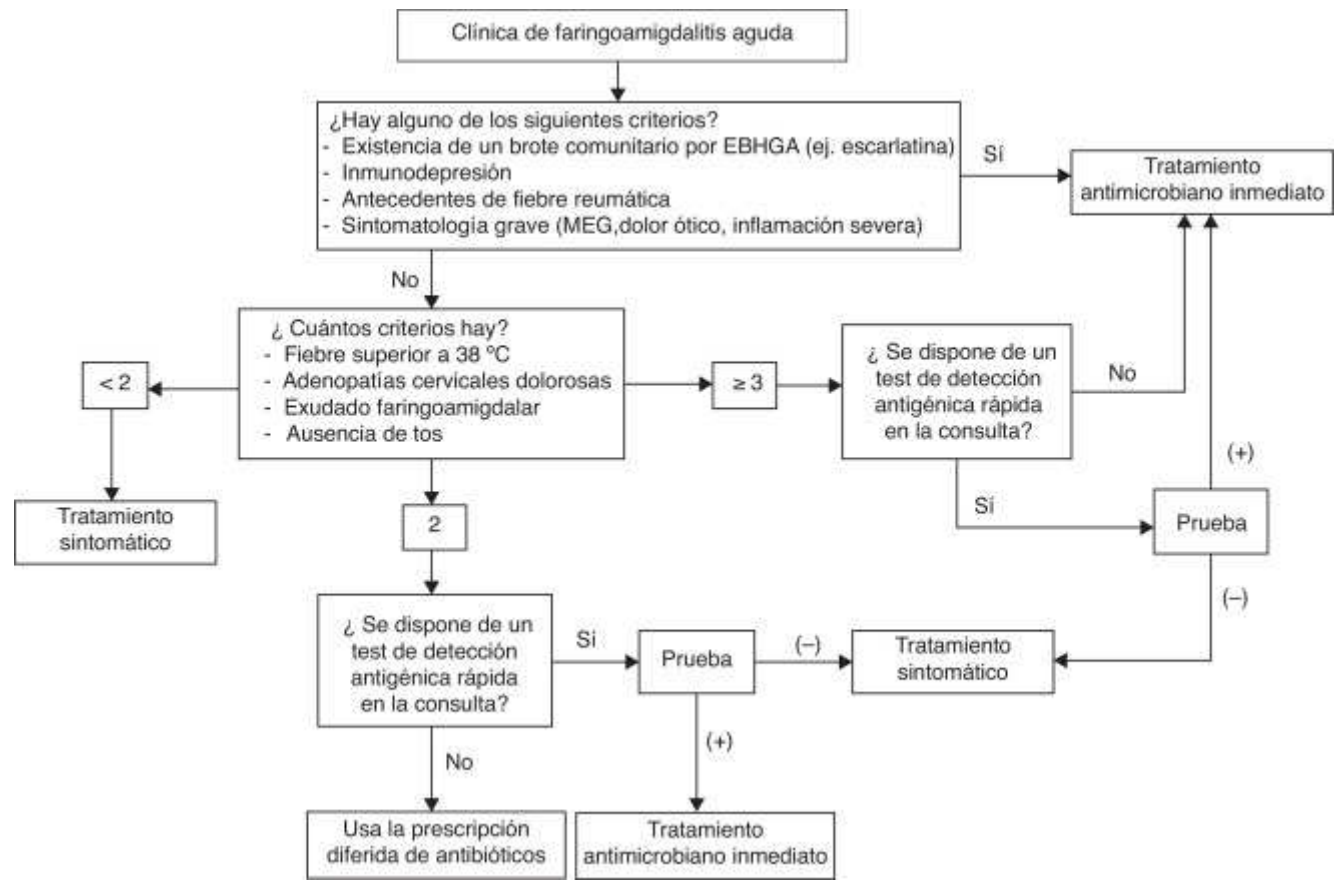 Clínica de faringoamigdalitis aguda
¿Hay alguno de los siguientes criterios?
- Existencia de un brote comunitario por EBHGA (ej. escarlatina)
- Inmunodepresión
- Antecedentes de fiebre reumática
- Sintomatología grave (MEG,dolor ótico, inflamación severa)
Sí
Tratamiento
antimicrobiano inmediato
No
¿ Cuántos criterios hay?
- Fiebre superior a 38 ºC
- Adenopatías cervicales dolorosas
- Exudado faringoamigdalar
- Ausencia de tos
< 2
≥ 3
¿ Se dispone de un
test de detección
antigénica rápida
en la consulta?
No
(+)
Sí
Prueba
(–)
Tratamiento
sintomático
2
¿ Se dispone de un
test de detección
antigénica rápida
en la consulta?
Sí
Prueba
(–)
Tratamiento
sintomático
(+)
No
Usa la prescripción
diferida de antibióticos
Tratamiento
antimicrobiano inmediato